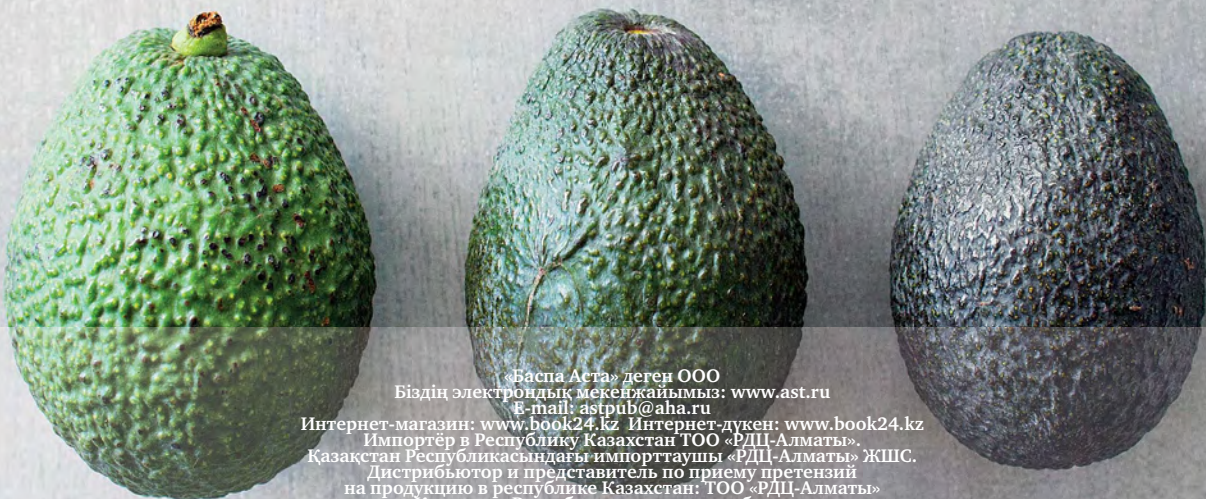 «Баспа Аста» деген ООО
Біздің электрондық мекенжайымыз: www.ast.ru
E-mail: astpub@aha.ru
Интернет-магазин: www.book24.kz Интернет-дүкен: www.book24.kz
Импортёр в Республику Казахстан ТОО «РДЦ-Алматы».
Қазақстан Республикасындағы импорттаушы «РДЦ-Алматы» ЖШС.
Дистрибьютор и представитель по приему претензий
на продукцию в республике Казахстан: ТОО «РДЦ-Алматы»